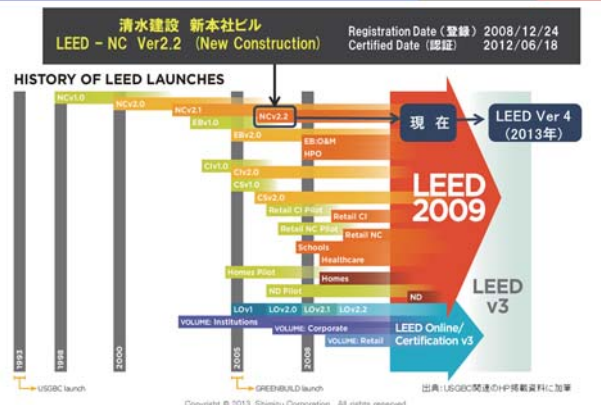 清水建設 新本社ビル
LEED - NC Ver2.2 (New Construction)
Registration Date(登録) 2008/12/24
Certified Date(認証) 2012/06/18
HISTORY OF LEED LAUNCHES
NCv1.0
NCv2.0
NCv2.1
NCv2.2
現 在
LEED Ver 4
(2013年)
EBv1.0
EBv2.0
EB:O&M
HPO
CIv1.0
CIv2.0
CSv1.0
CSv2.0
LEED
2009
Retail CI Pilot
Retail CI
Retail NC Pilot
Retail NC
Schools
Healthcare
Homes Pilot
Homes
ND Pilot
ND
LEED
v3
LOv1
LOv2.0
LOv2.1
LOv2.2
VOLUME: Institutions
VOLUME: Corporate
VOLUME: Retail
LEED Online/
Certification v3
1993
1998
2000
2005
2008
USGBC launch
GREENBUILD launch
出典:USGBC関連のHP掲載資料に加筆
Copyright © 2013 Shimizu Corporation All rights reserved